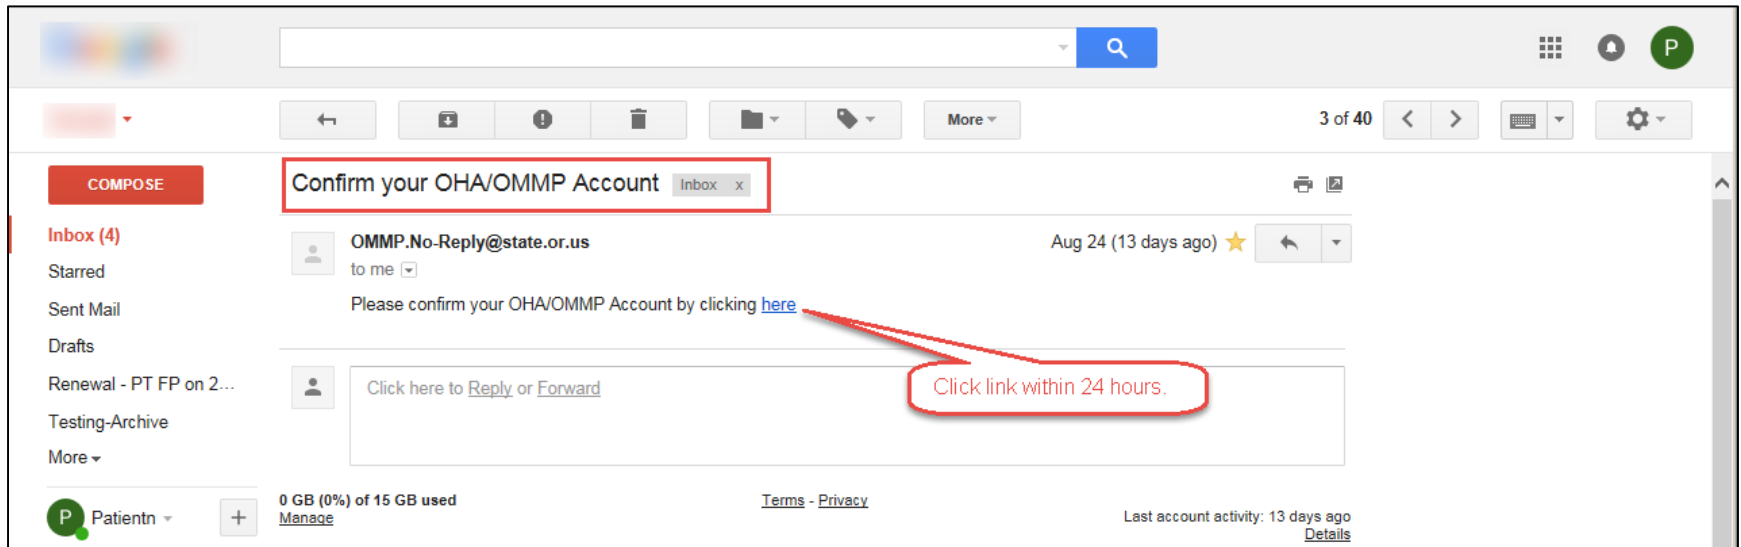 P
More
3 of 40
COMPOSE
Confirm your OHA/OMMP Account Inbox x
Inbox (4)
Starred
Sent Mail
Drafts
Renewal - PT FP on 2...
Testing-Archive
More
OMMP.No-Reply@state.or.us
Aug 24 (13 days ago)
to me
Please confirm your OHA/OMMP Account by clicking here
Click link within 24 hours.
Click here to Reply or Forward
P Patientn +
0 GB (0%) of 15 GB used
Manage
Terms - Privacy
Last account activity: 13 days ago
Details